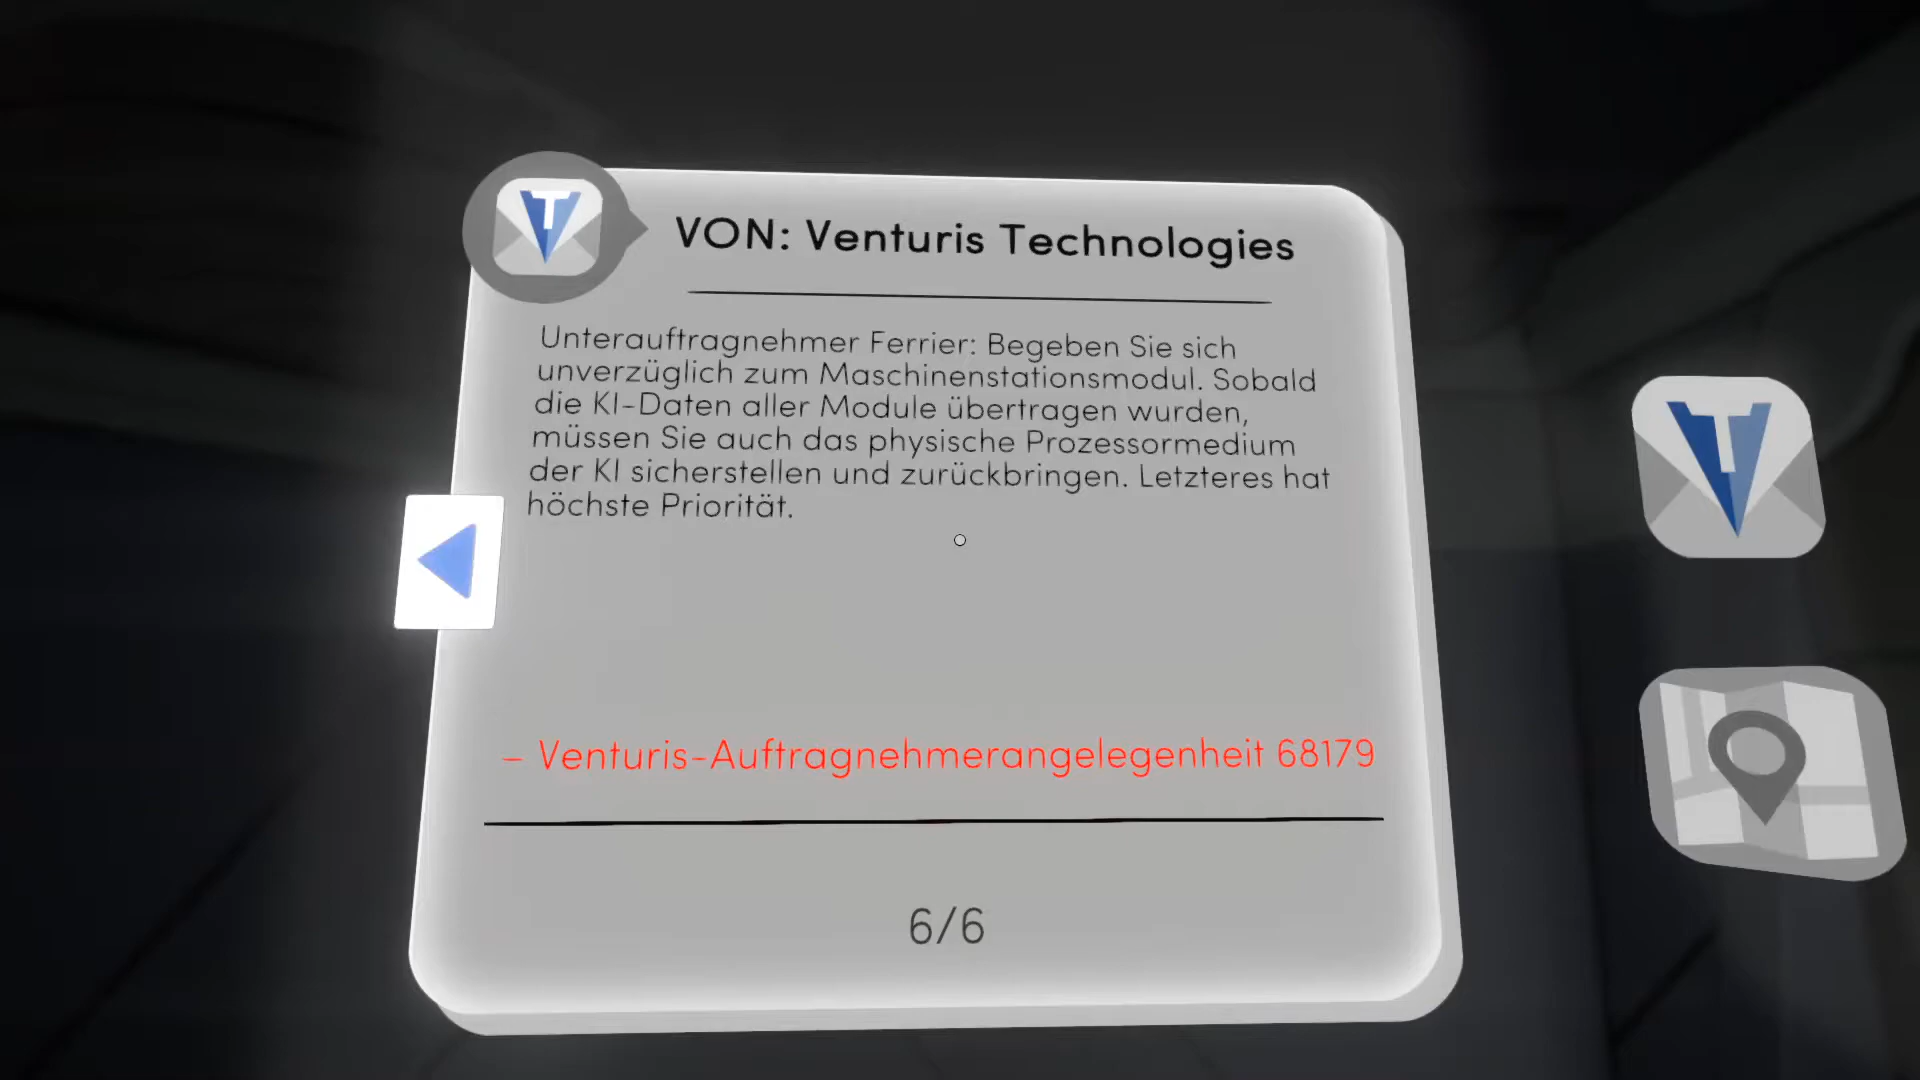 VON: Venturis Technologies
Unterauftragnehmer Ferrier: Begeben Sie sich
unverzüglich zum Maschinenstationsmodul. Sobald
die KI-Daten aller Module übertragen wurden,
müssen Sie auch das physische Prozessormedium
der KI sicherstellen und zurückbringen. Letzteres hat
höchste Priorität.
– Venturis-Auftragnehmerangelegenheit 68179
6/6